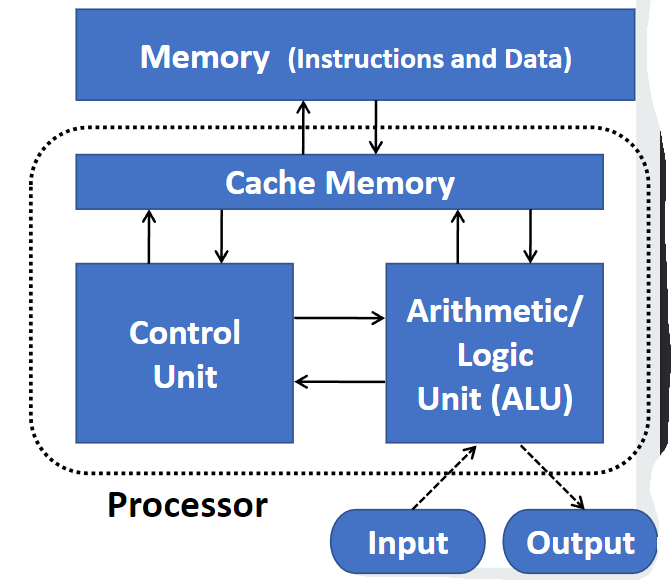 Memory (Instructions and Data)
Cache Memory
Control
Unit
Arithmetic/
Logic
Unit (ALU)
Processor
Input
Output